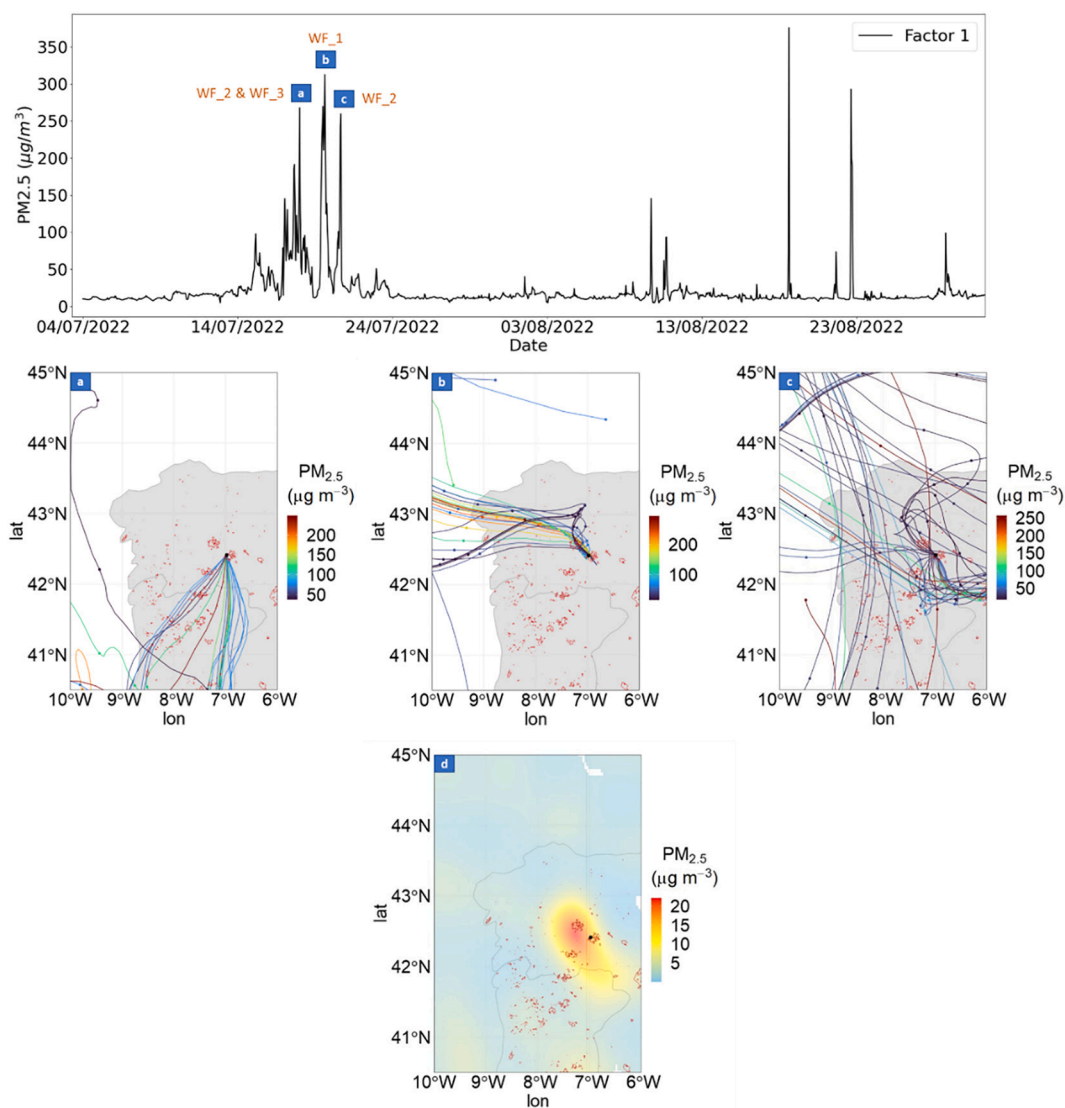 WF_1
b
WF_2 & WF_3
a
c
WF_2
Factor 1
PM2.5 (µg/m³)
350
300
250
200
150
100
50
0
04/07/2022 14/07/2022 24/07/2022 3/08/2022 13/08/2022 23/08/2022
Date
a
45°N
44°N
43°N
42°N
41°N
lat
10°W 9°W 8°W 7°W 6°W
lon
PM2.5
(µg m−3)
200
150
100
50
b
45°N
44°N
43°N
42°N
41°N
lat
10°W 9°W 8°W 7°W 6°W
lon
PM2.5
(µg m−3)
200
100
c
45°N
44°N
43°N
42°N
41°N
lat
10°W 9°W 8°W 7°W 6°W
lon
PM2.5
(µg m−3)
250
200
150
100
50
d
45°N
44°N
43°N
42°N
41°N
lat
10°W 9°W 8°W 7°W 6°W
lon
PM2.5
(µg m−3)
20
15
10
5